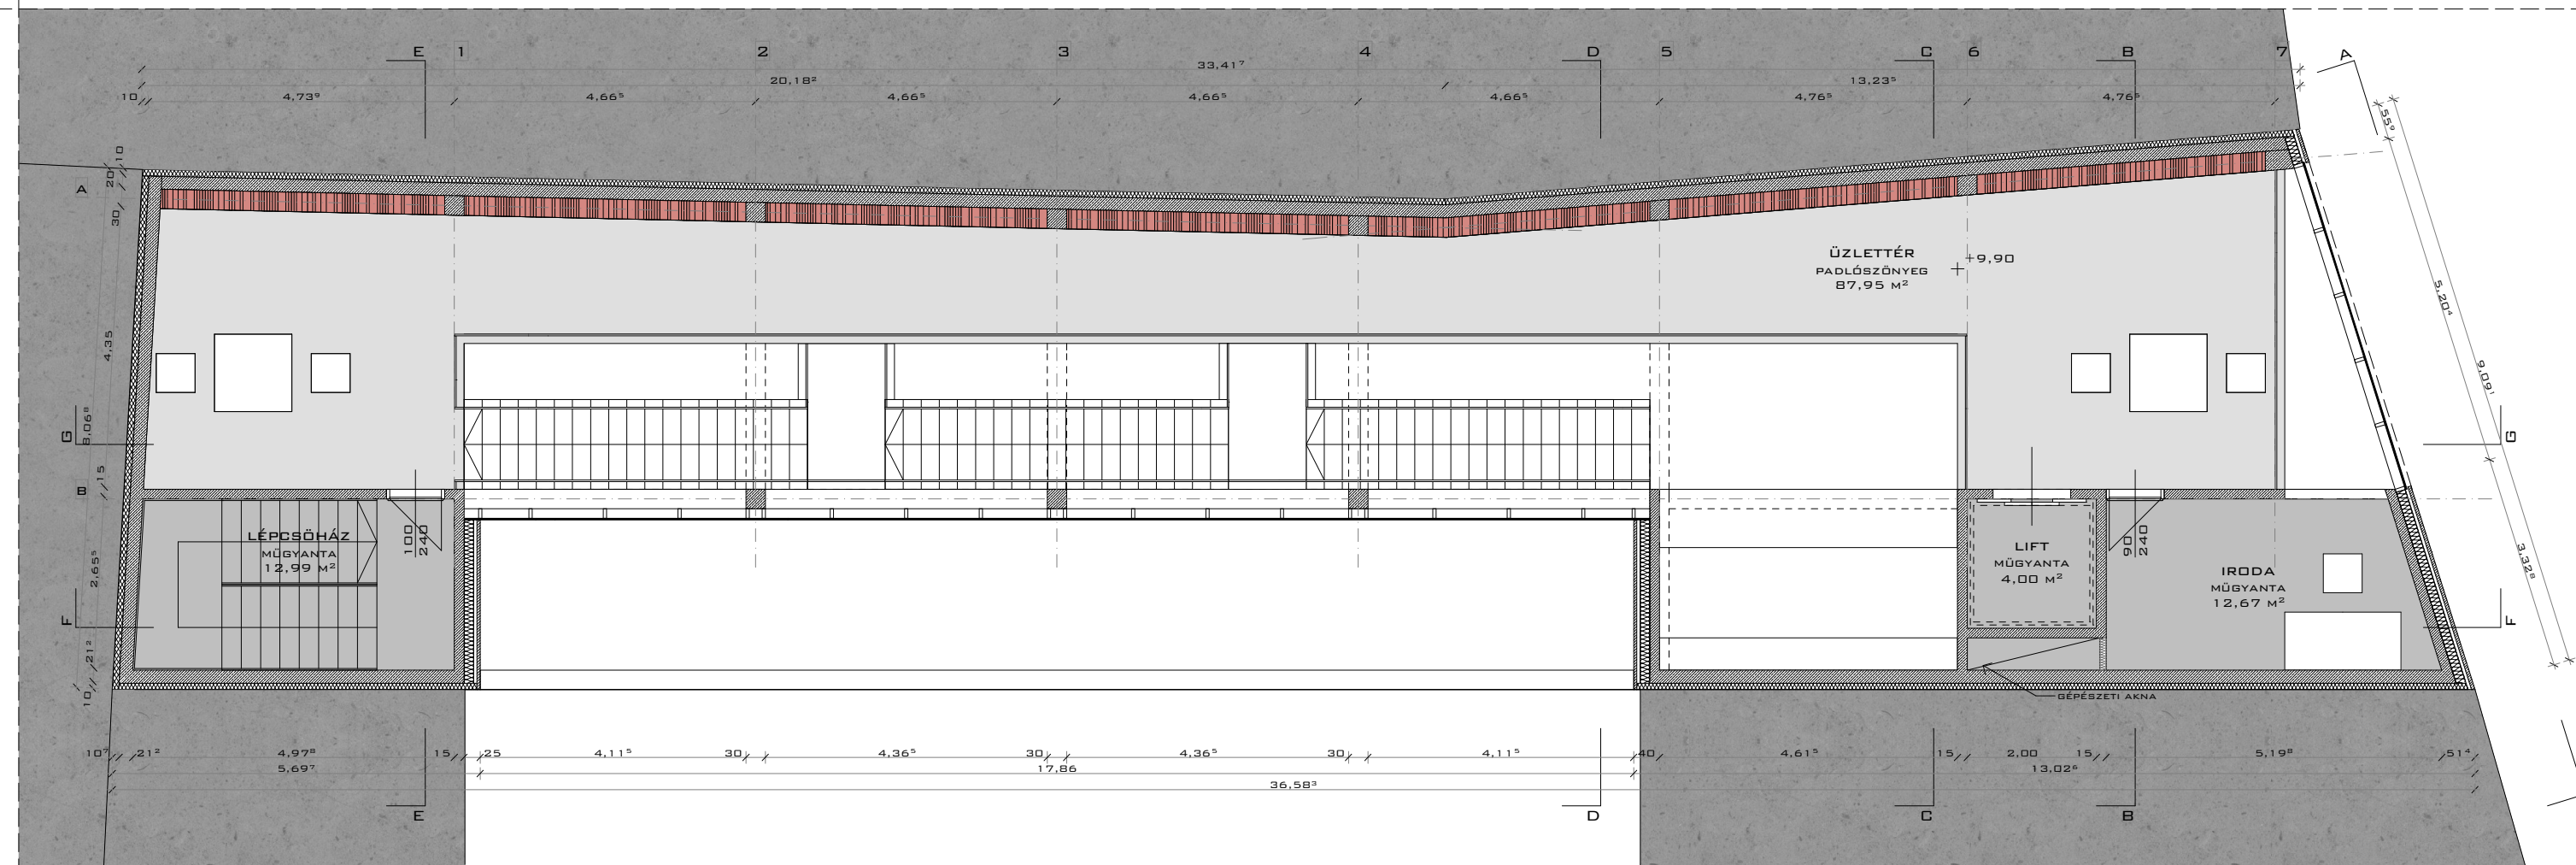 E 1 2 3 4 D 5 C 6 B 7 A
33,41⁷
20,18² 13,23⁵
10 4,73⁹ 4,66⁵ 4,66⁵ 4,66⁵ 4,66⁵ 4,76⁵ 4,76⁵
55⁹
10
20
A
30
4,35
8,06⁸
G
15
B
2,65⁵
F
21²
10
ÜZLETTÉR
PADLÓSZŐNYEG
87,95 M²
+9,90
5,20⁴
9,09¹
G
3,32⁸
F
LÉPCSŐHÁZ
MŰGYANTA
12,99 M²
100
240
LIFT
MŰGYANTA
4,00 M²
90
240
IRODA
MŰGYANTA
12,67 M²
GÉPÉSZETI AKNA
10⁷ 21² 4,97⁸ 15 25 4,11⁵ 30 4,36⁵ 30 4,36⁵ 30 4,11⁵ 40 4,61⁵ 15 2,00 15 5,19⁸ 51⁴
5,69⁷ 17,86 13,02⁶
36,58³
E D C B